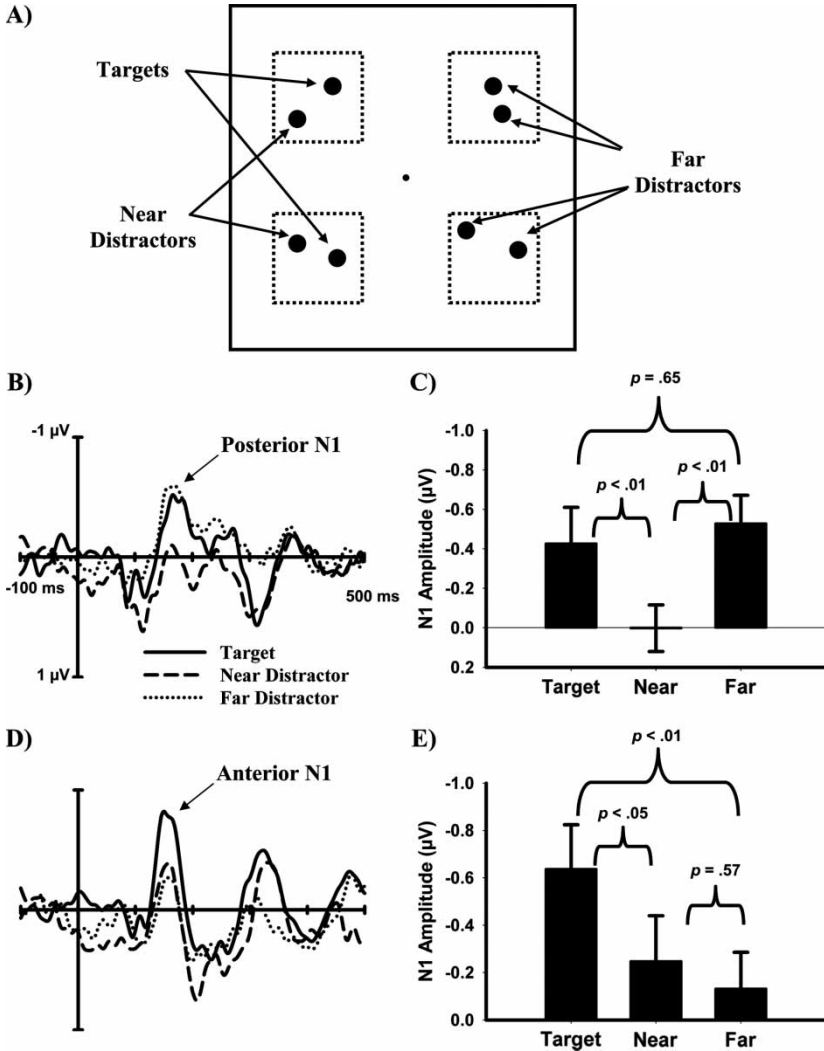 A)
Targets
Near
Distractors
Far
Distractors
B)
-1 µV
Posterior N1
-100 ms
500 ms
1 µV
Target
Near Distractor
Far Distractor
C)
p = .65
p < .01
p < .01
N1 Amplitude (µV)
-1.0
-0.8
-0.6
-0.4
-0.2
0.0
0.2
Target
Near
Far
D)
Anterior N1
E)
p < .01
p < .05
p = .57
N1 Amplitude (µV)
-1.0
-0.8
-0.6
-0.4
-0.2
0.0
Target
Near
Far